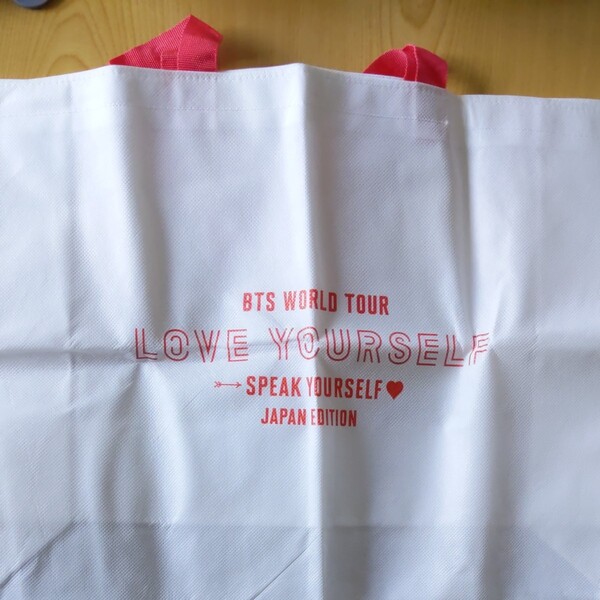 BTS WORLD TOUR
LOVE YOURSELF
SPEAK YOURSELF
JAPAN EDITION